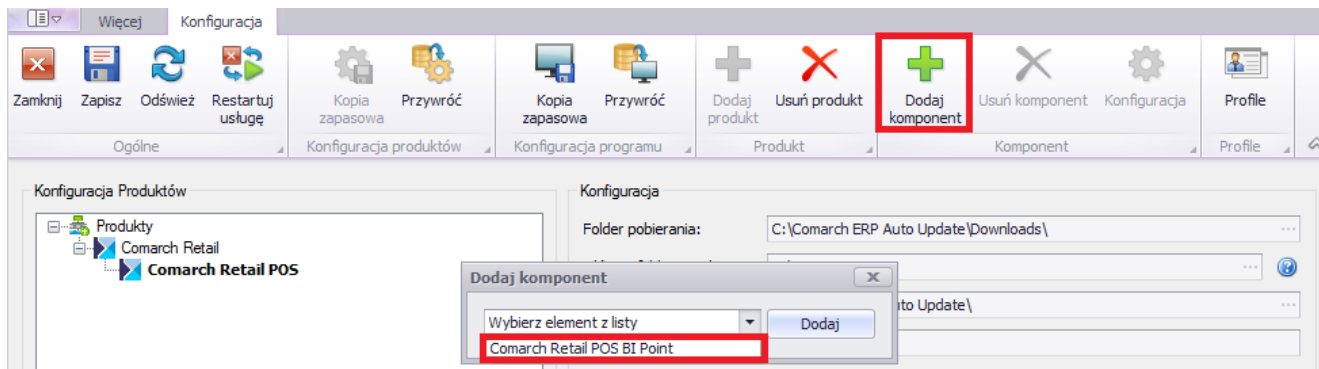 Więcej Konfiguracja
Zamknij Zapisz Odśwież Restartuj usługę Kopia zapasowa Przywróć Kopia zapasowa Przywróć Dodaj produkt Usuń produkt Dodaj komponent Usuń komponent Konfiguracja Profile
Ogólne Konfiguracja produktów Konfiguracja programu Produkt Komponent Profile
Konfiguracja Produktów
Produkty
Comarch Retail
Comarch Retail POS
Konfiguracja
Folder pobierania: C:\Comarch ERP Auto Update\Downloads\ ...
...
uto Update\ ...
Dodaj komponent
Wybierz element z listy Dodaj
Comarch Retail POS BI Point